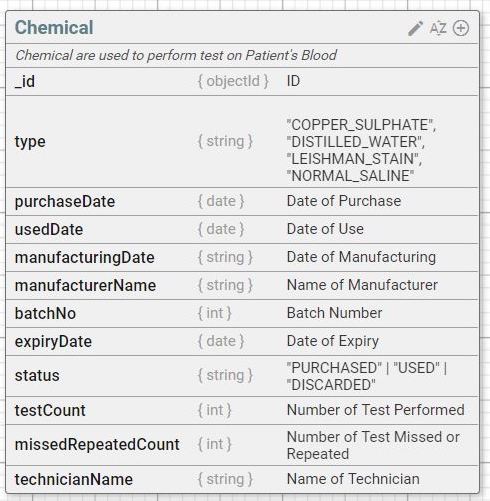 Chemical
Chemical are used to perform test on Patient's Blood
_id { objectId } ID
type { string } "COPPER_SULPHATE",
"DISTILLED_WATER",
"LEISHMAN_STAIN",
"NORMAL_SALINE"
purchaseDate { date } Date of Purchase
usedDate { date } Date of Use
manufacturingDate { string } Date of Manufacturing
manufacturerName { string } Name of Manufacturer
batchNo { int } Batch Number
expiryDate { date } Date of Expiry
status { string } "PURCHASED" | "USED" |
"DISCARDED"
testCount { int } Number of Test Performed
missedRepeatedCount { int } Number of Test Missed or
Repeated
technicianName { string } Name of Technician